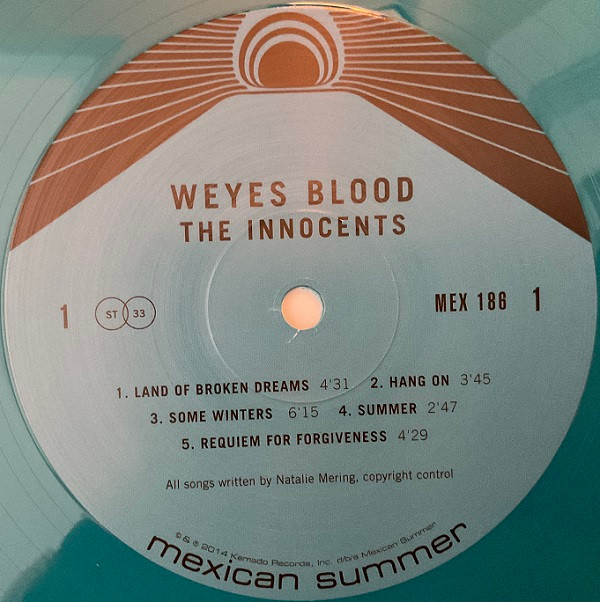 WEYES BLOOD
THE INNOCENTS
1 ST 33 MEX 186 1
1. LAND OF BROKEN DREAMS 4'31 2. HANG ON 3'45
3. SOME WINTERS 6'15 4. SUMMER 2'47
5. REQUIEM FOR FORGIVENESS 4'29
All songs written by Natalie Mering, copyright control
© & ℗ 2014 Kemado Records, Inc. d/b/a Mexican Summer
mexican summer